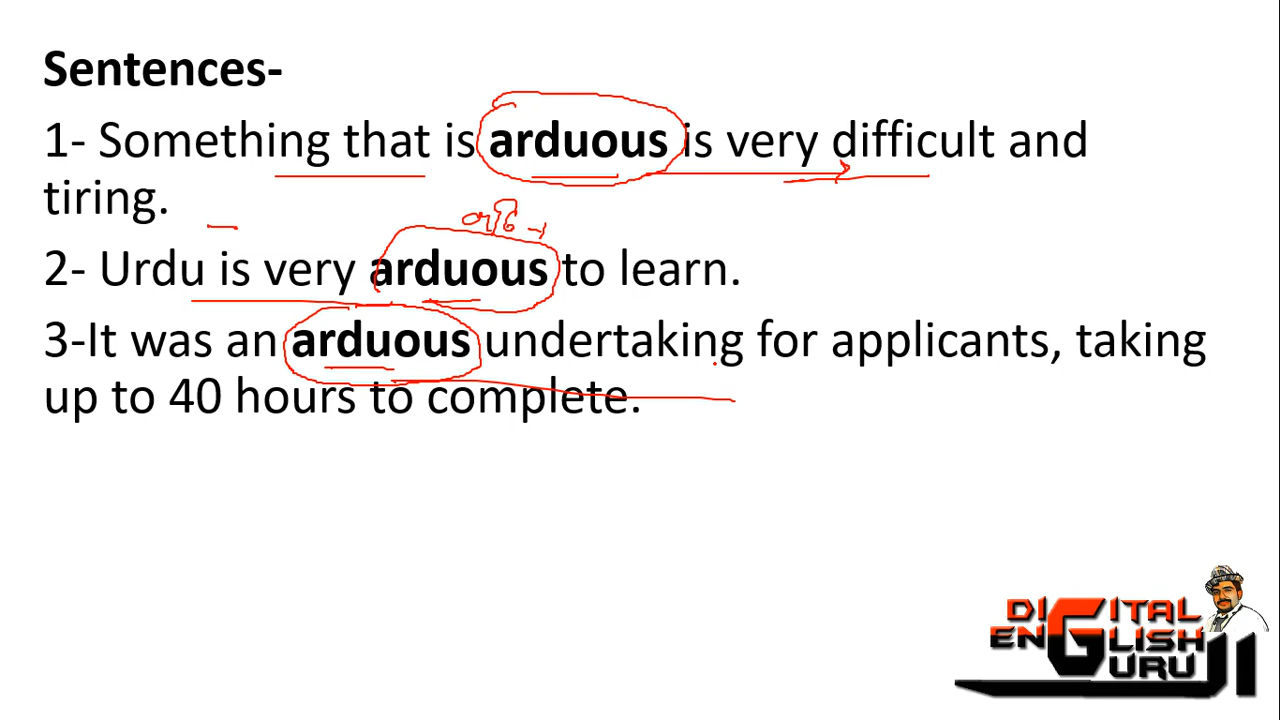 Sentences-
1- Something that is arduous is very difficult and
tiring.
2- Urdu is very arduous to learn.
3-It was an arduous undertaking for applicants, taking
up to 40 hours to complete.
DIGITAL
ENGLISH
GURUJI